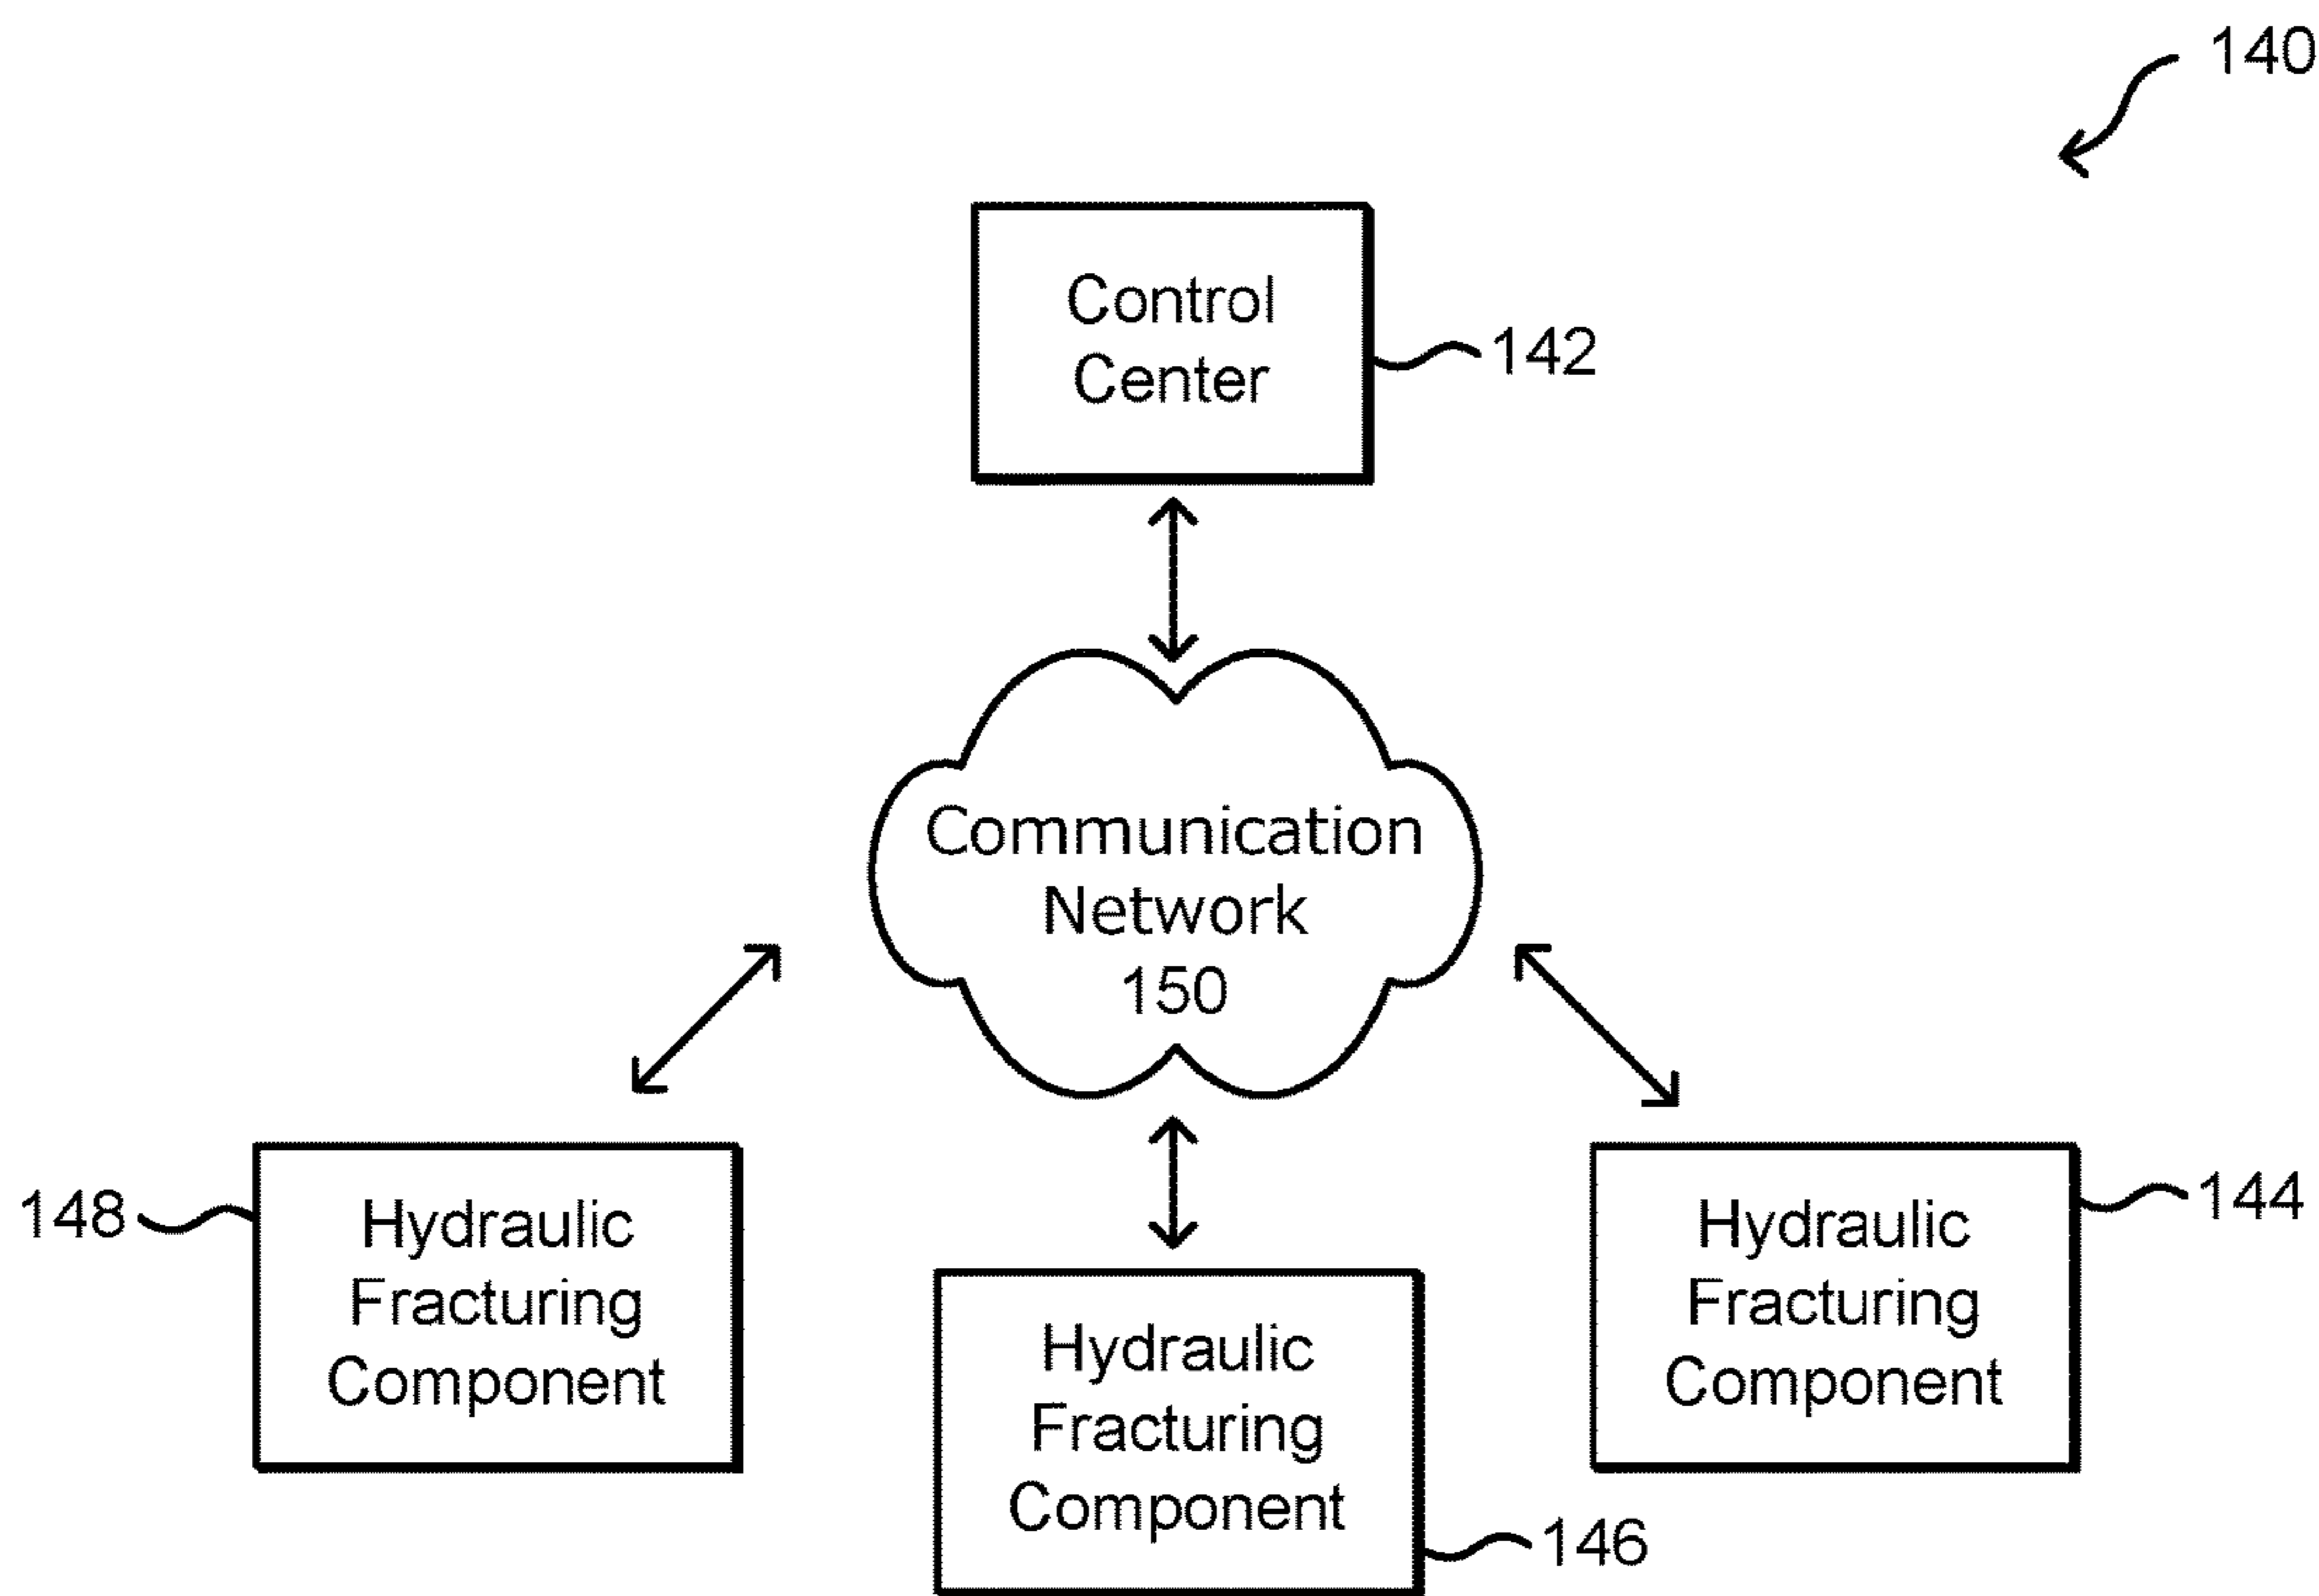 140
Control
Center
142
Communication
Network
150
148
Hydraulic
Fracturing
Component
Hydraulic
Fracturing
Component
146
Hydraulic
Fracturing
Component
144